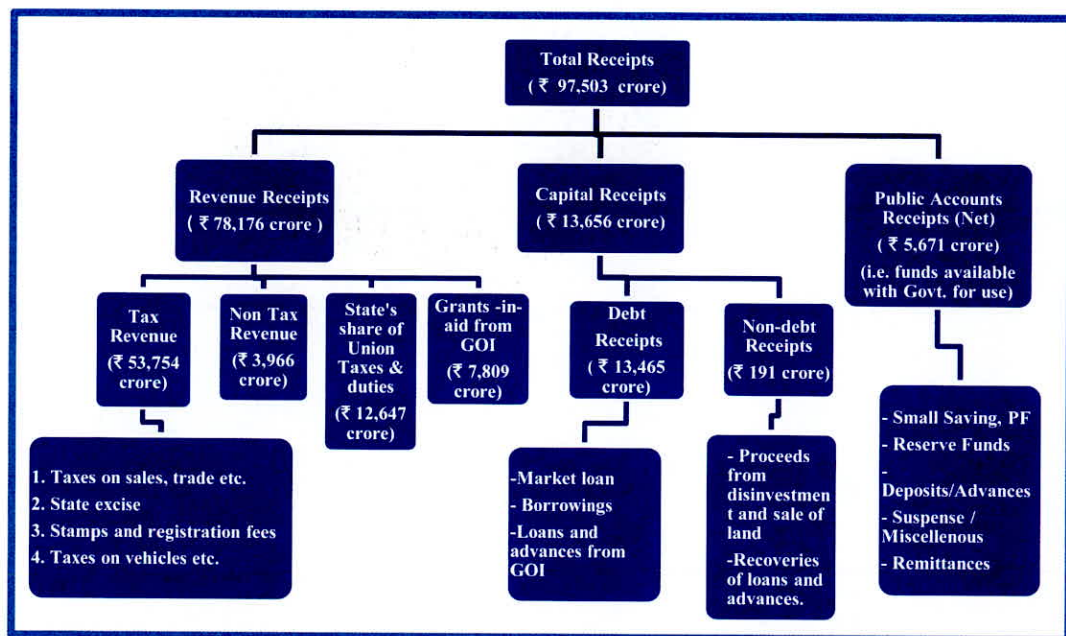 Total Receipts
( ₹ 97,503 crore)
Revenue Receipts
( ₹ 78,176 crore )
Capital Receipts
( ₹ 13,656 crore)
Public Accounts
Receipts (Net)
( ₹ 5,671 crore)
(i.e. funds available
with Govt. for use)
Tax
Revenue
(₹ 53,754
crore)
Non Tax
Revenue
(₹ 3,966
crore)
State's
share of
Union
Taxes &
duties
(₹ 12,647
crore)
Grants -in-
aid from
GOI
(₹ 7,809
crore)
Debt
Receipts
(₹ 13,465
crore)
Non-debt
Receipts
(₹ 191 crore)
1. Taxes on sales, trade etc.
2. State excise
3. Stamps and registration fees
4. Taxes on vehicles etc.
-Market loan
- Borrowings
-Loans and
advances from
GOI
- Proceeds
from
disinvestmen
t and sale of
land
-Recoveries
of loans and
advances.
- Small Saving, PF
- Reserve Funds
-
Deposits/Advances
- Suspense /
Miscellenous
- Remittances